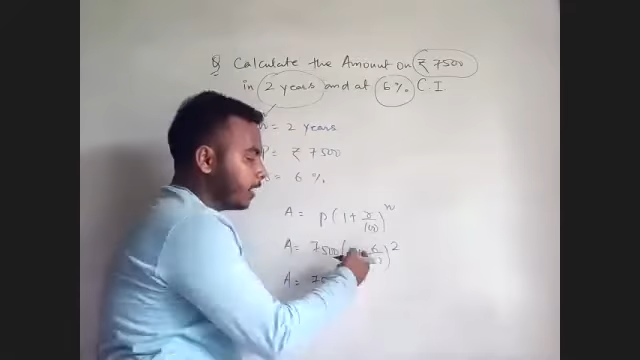 Q Calculate the Amount on ₹ 7500
in 2 years and at 6% C.I
= 2 years
P = ₹ 7500
= 6 %
A = P(1+r/100)^n
A = 7500(      6/   )^2
A =